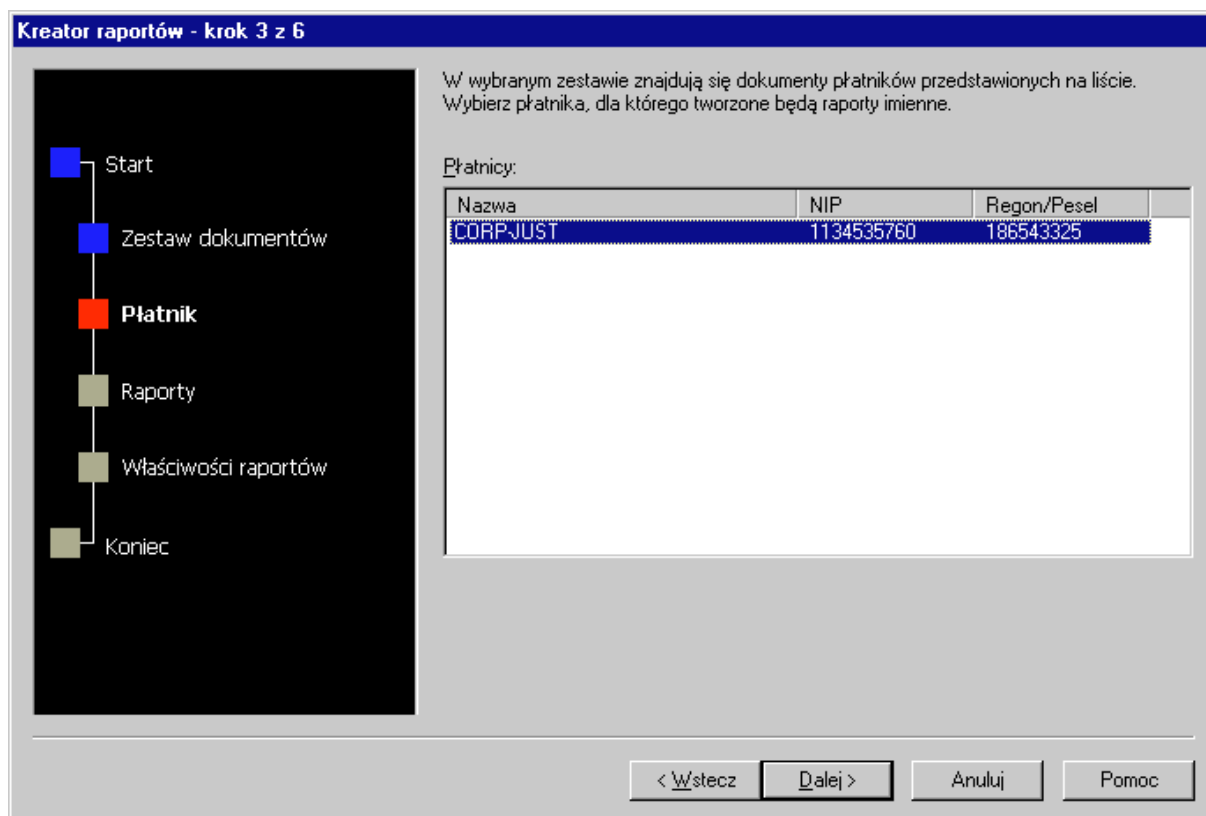 Kreator raportów - krok 3 z 6
W wybranym zestawie znajdują się dokumenty płatników przedstawionych na liście.
Wybierz płatnika, dla którego tworzone będą raporty imienne.
Start
Zestaw dokumentów
Płatnik
Raporty
Właściwości raportów
Koniec
Płatnicy:
Nazwa NIP Regon/Pesel
CORP-JUST 1134535760 186543325
< Wstecz Dalej > Anuluj Pomoc